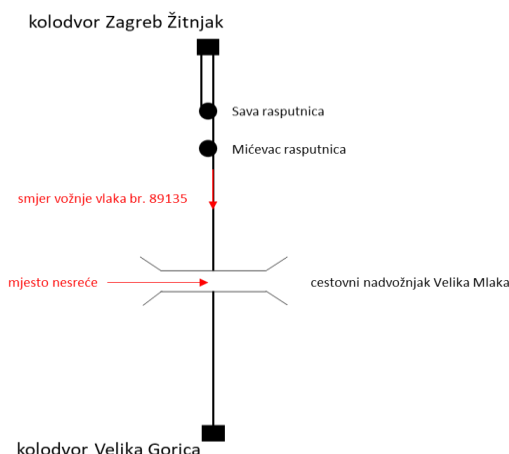 kolodvor Zagreb Žitnjak
Sava rasputnica
Mićevac rasputnica
smjer vožnje vlaka br. 89135
mjesto nesreće
cestovni nadvožnjak Velika Mlaka
kolodvor Velika Gorica